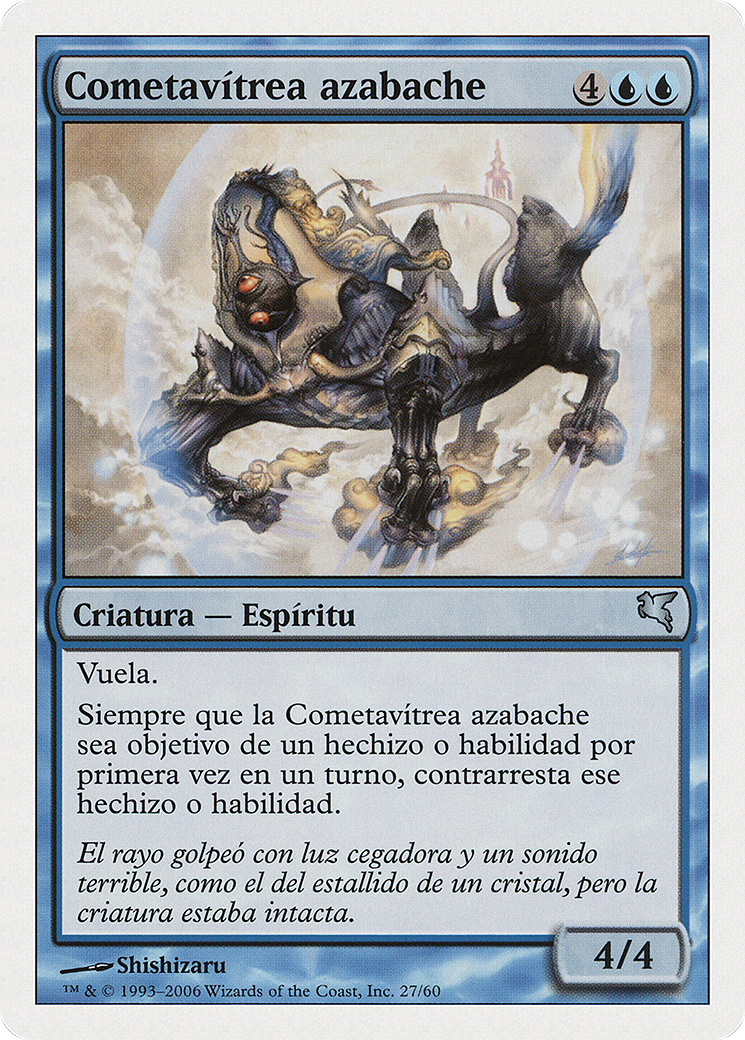 Cometavítrea azabache 4
Criatura — Espíritu
Vuela.
Siempre que la Cometavítrea azabache
sea objetivo de un hechizo o habilidad por
primera vez en un turno, contrarresta ese
hechizo o habilidad.
El rayo golpeó con luz cegadora y un sonido
terrible, como el del estallido de un cristal, pero la
criatura estaba intacta.
4/4
Shishizaru
™ & © 1993–2006 Wizards of the Coast, Inc. 27/60